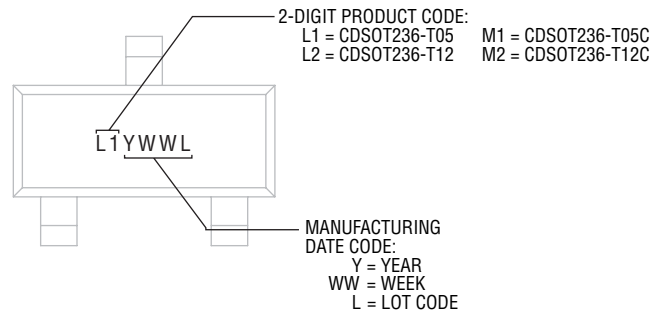 2-DIGIT PRODUCT CODE:
L1 = CDSOT236-T05 M1 = CDSOT236-T05C
L2 = CDSOT236-T12 M2 = CDSOT236-T12C
L1YWWL
MANUFACTURING
DATE CODE:
Y = YEAR
WW = WEEK
L = LOT CODE